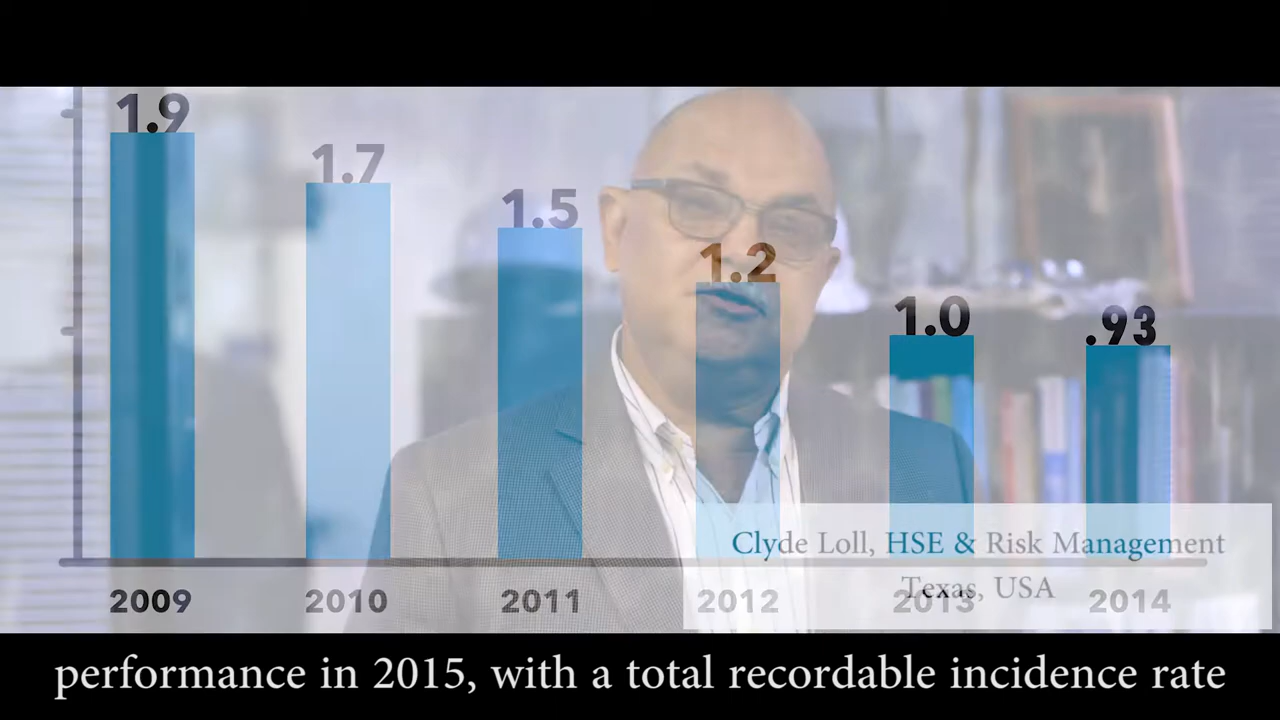 1.9
1.7
1.5
1.2
1.0
.93
Clyde Loll, HSE & Risk Management
Texas, USA
2009 2010 2011 2012 2013 2014
performance in 2015, with a total recordable incidence rate